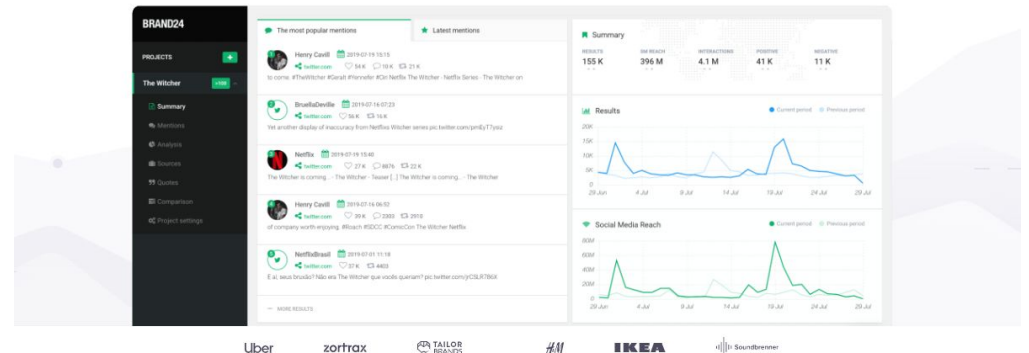 BRAND24
PROJECTS
+
The Witcher
Summary
Mentions
Analysis
Sources
Quotes
Comparison
Project settings
The most popular mentions
Latest mentions
Henry Cavill 2019-07-19 15:15
twitter.com 54 K 10 K 21 K
to come. #TheWitcher #Geralt #Yennefer #Ciri Netflix The Witcher - Netflix Series - The Witcher on
BruellaDeville 2019-07-16 07:23
twitter.com 56 K 16 K
Yet another display of inaccuracy from Netflixs Witcher series pic.twitter.com/pmEyT7yssz
Netflix 2019-07-19 15:40
twitter.com 27 K 6876 22 K
The Witcher is coming... - The Witcher - Teaser [...] The Witcher is coming... - The Witcher
Henry Cavill 2019-07-16 06:52
twitter.com 39 K 2303 2910
of company worth enjoying. #Roach #SDCC #ComicCon The Witcher Netflix
NetflixBrasil 2019-07-01 11:18
twitter.com 37 K 4403
E aí, seus bruxão? Não era The Witcher que vocês queriam? pic.twitter.com/jrCSLR7B6X
MORE RESULTS
Summary
RESULTS SM REACH INTERACTIONS POSITIVE NEGATIVE
155 K 396 M 4.1 M 41 K 11 K
Results
Current period Previous period
20K
15K
10K
5K
0
29 Jun 4 Jul 9 Jul 14 Jul 19 Jul 24 Jul 29 Jul
Social Media Reach
Current period Previous period
80M
60M
40M
20M
0
29 Jun 4 Jul 9 Jul 14 Jul 19 Jul 24 Jul 29 Jul
Uber zortrax TAILOR BRANDS H&M IKEA Soundbrenner